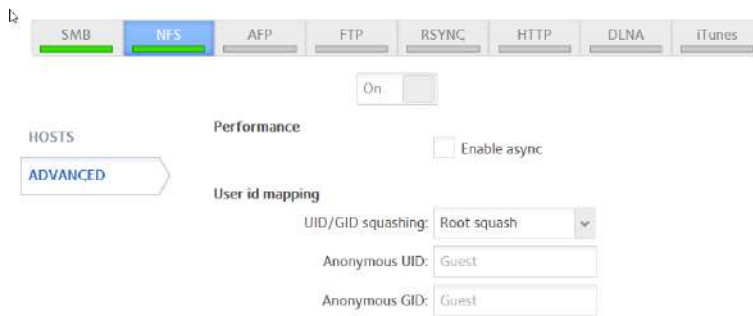 SMB NFS AFP FTP RSYNC HTTP DLNA iTunes
On
HOSTS
ADVANCED
Performance
Enable async
User id mapping
UID/GID squashing: Root squash
Anonymous UID: Guest
Anonymous GID: Guest